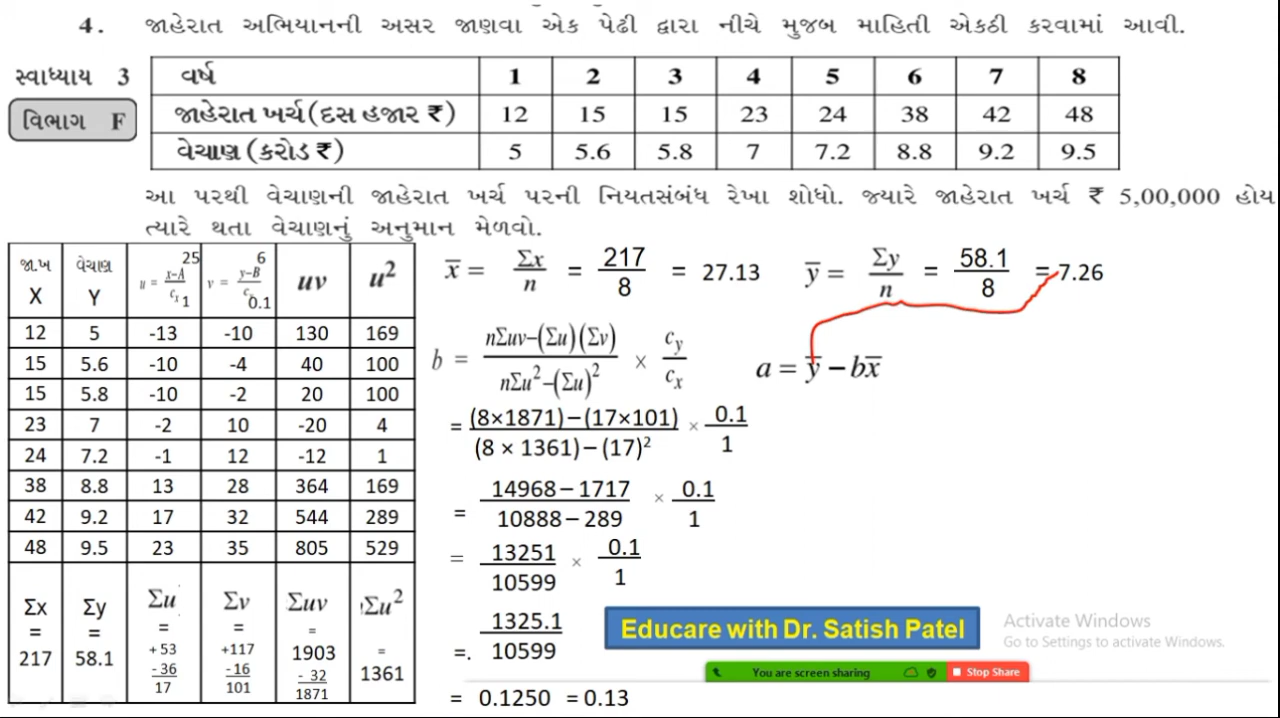 4. જાહેરાત અભિયાનની અસર જાણવા એક પેઢી દ્વારા નીચે મુજબ માહિતી એકઠી કરવામાં આવી.
સ્વાધ્યાય 3
વિભાગ F
વર્ષ 1 2 3 4 5 6 7 8
જાહેરાત ખર્ચ(દસ હજાર ₹) 12 15 15 23 24 38 42 48
વેચાણ (કરોડ ₹) 5 5.6 5.8 7 7.2 8.8 9.2 9.5
આ પરથી વેચાણની જાહેરાત ખર્ચ પરની નિયતસંબંધ રેખા શોધો. જ્યારે જાહેરાત ખર્ચ ₹ 5,00,000 હોય
ત્યારે થતા વેચાણનું અનુમાન મેળવો.
જા.ખ X વેચાણ Y u = x–A / cx 25 1 v = y–B / c 6 0.1 uv u²
12 5 -13 -10 130 169
15 5.6 -10 -4 40 100
15 5.8 -10 -2 20 100
23 7 -2 10 -20 4
24 7.2 -1 12 -12 1
38 8.8 13 28 364 169
42 9.2 17 32 544 289
48 9.5 23 35 805 529
Σx = 217 Σy = 58.1 Σu = +53 -36 17 Σv = +117 -16 101 Σuv = 1903 - 32 1871 Σu² = 1361
x̅ = Σx / n = 217 / 8 = 27.13
y̅ = Σy / n = 58.1 / 8 = 7.26
b = nΣuv–(Σu)(Σv) / nΣu²–(Σu)² × cy / cx
a = y̅ – bx̅
= (8×1871)–(17×101) / (8 × 1361)–(17)² × 0.1 / 1
= 14968–1717 / 10888–289 × 0.1 / 1
= 13251 / 10599 × 0.1 / 1
=. 1325.1 / 10599
= 0.1250 = 0.13
Educare with Dr. Satish Patel
Activate Windows
Go to Settings to activate Windows.
You are screen sharing
Stop Share